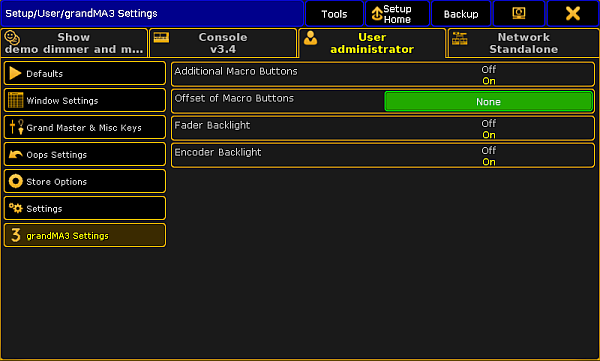 Setup/User/grandMA3 Settings
Tools
Setup
Home
Backup
Show
demo dimmer and m...
Console
v3.4
User
administrator
Network
Standalone
Defaults
Window Settings
Grand Master & Misc Keys
Oops Settings
Store Options
Settings
3 grandMA3 Settings
Additional Macro Buttons
Off
On
Offset of Macro Buttons
None
Fader Backlight
Off
On
Encoder Backlight
Off
On